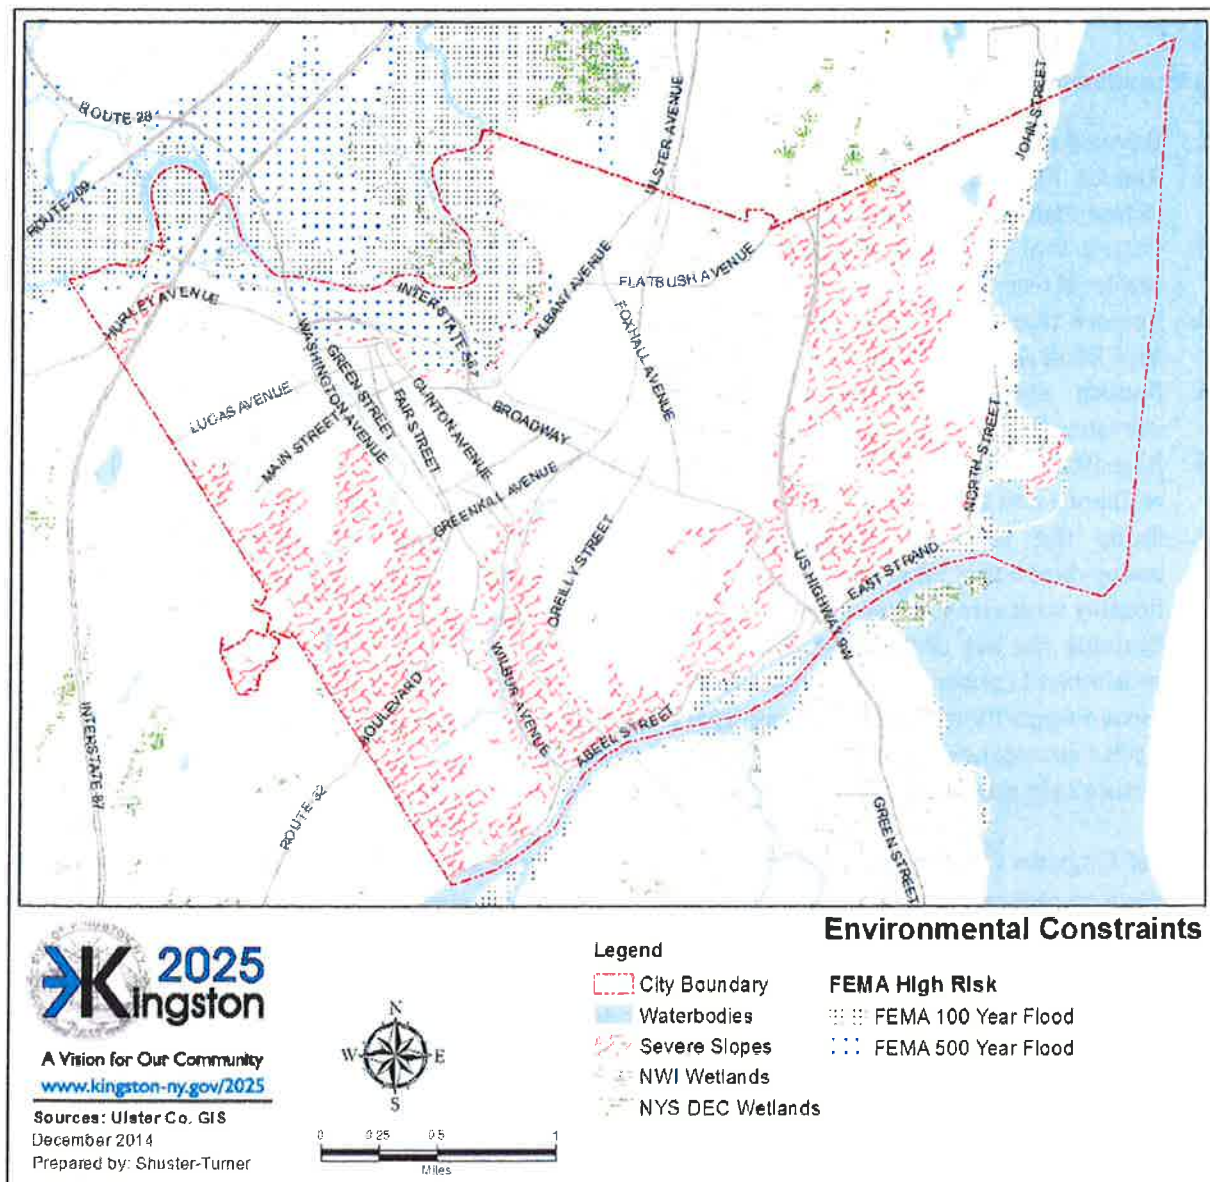 ROUTE 28
ROUTE 209
ULSTER AVENUE
JOHN STREET
HURLEY AVENUE
INTERSTATE 587
ALBANY AVENUE
FLATBUSH AVENUE
FOXHALL AVENUE
WASHINGTON AVENUE
GREEN STREET
FAIR STREET
CLINTON AVENUE
LUCAS AVENUE
MAIN STREET
BROADWAY
GREENKILL AVENUE
NORTH STREET
OREILLY STREET
US HIGHWAY 9W
EAST STRAND
WILBUR AVENUE
BOULEVARD
ABEEL STREET
INTERSTATE 87
ROUTE 32
GREEN STREET
Environmental Constraints
2025
Kingston
A Vision for Our Community
www.kingston-ny.gov/2025
Sources: Ulster Co. GIS
December 2014
Prepared by: Shuster-Turner
N
W E
S
0 0.25 0.5 1
Miles
Legend
City Boundary
Waterbodies
Severe Slopes
NWI Wetlands
NYS DEC Wetlands
FEMA High Risk
FEMA 100 Year Flood
FEMA 500 Year Flood